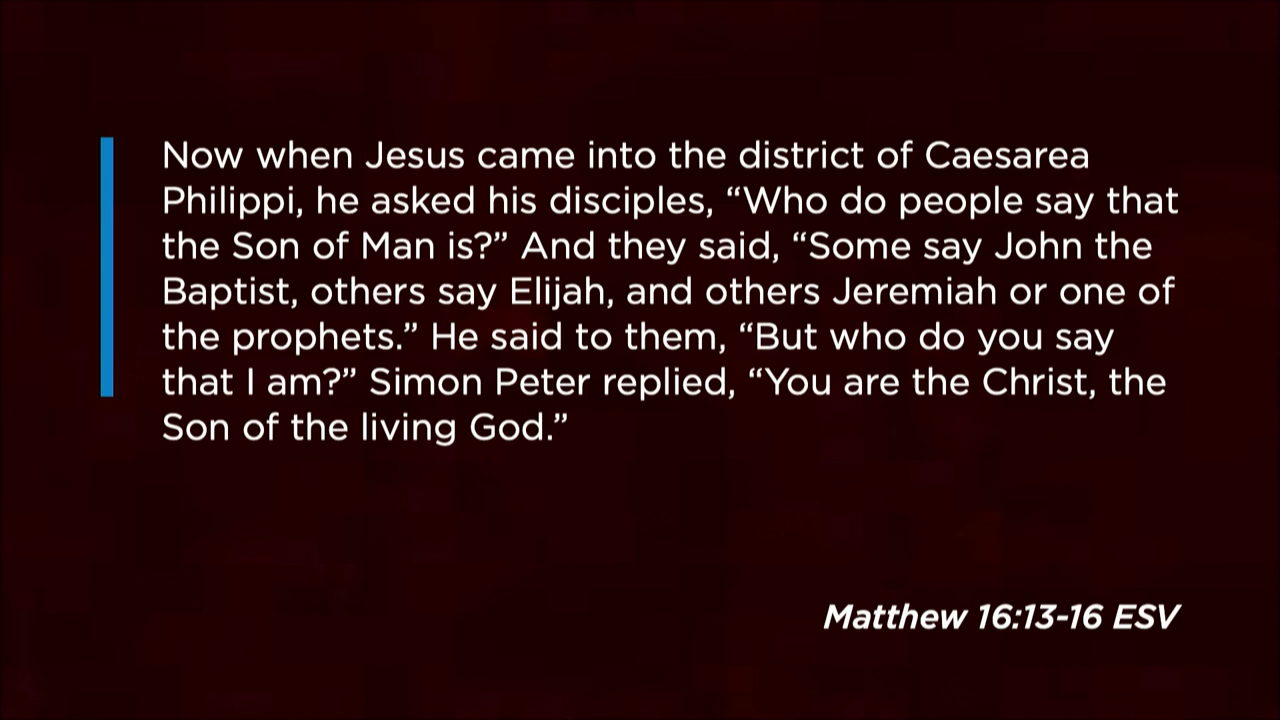 Now when Jesus came into the district of Caesarea
Philippi, he asked his disciples, “Who do people say that
the Son of Man is?” And they said, “Some say John the
Baptist, others say Elijah, and others Jeremiah or one of
the prophets.” He said to them, “But who do you say
that I am?” Simon Peter replied, “You are the Christ, the
Son of the living God.”
Matthew 16:13-16 ESV